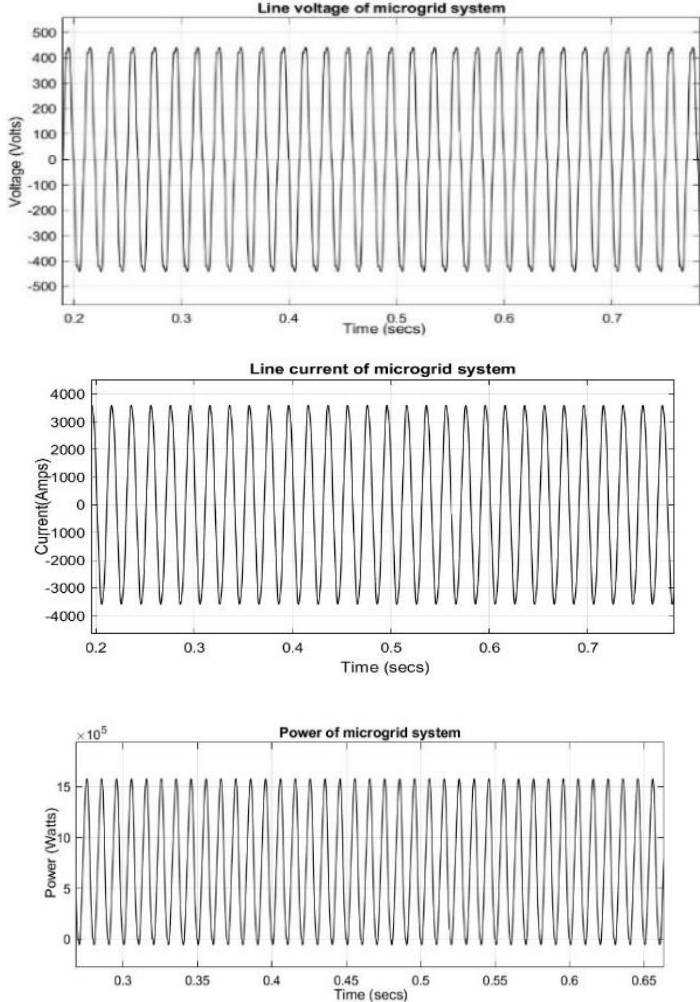 Line voltage of microgrid system
500
400
300
200
100
0
-100
-200
-300
-400
-500
Voltage (Volts)
0.2 0.3 0.4 0.5 0.6 0.7
Time (secs)
Line current of microgrid system
4000
3000
2000
1000
0
-1000
-2000
-3000
-4000
Current(Amps)
0.2 0.3 0.4 0.5 0.6 0.7
Time (secs)
×10⁵
Power of microgrid system
15
10
5
0
Power (Watts)
0.3 0.35 0.4 0.45 0.5 0.55 0.6 0.65
Time (secs)